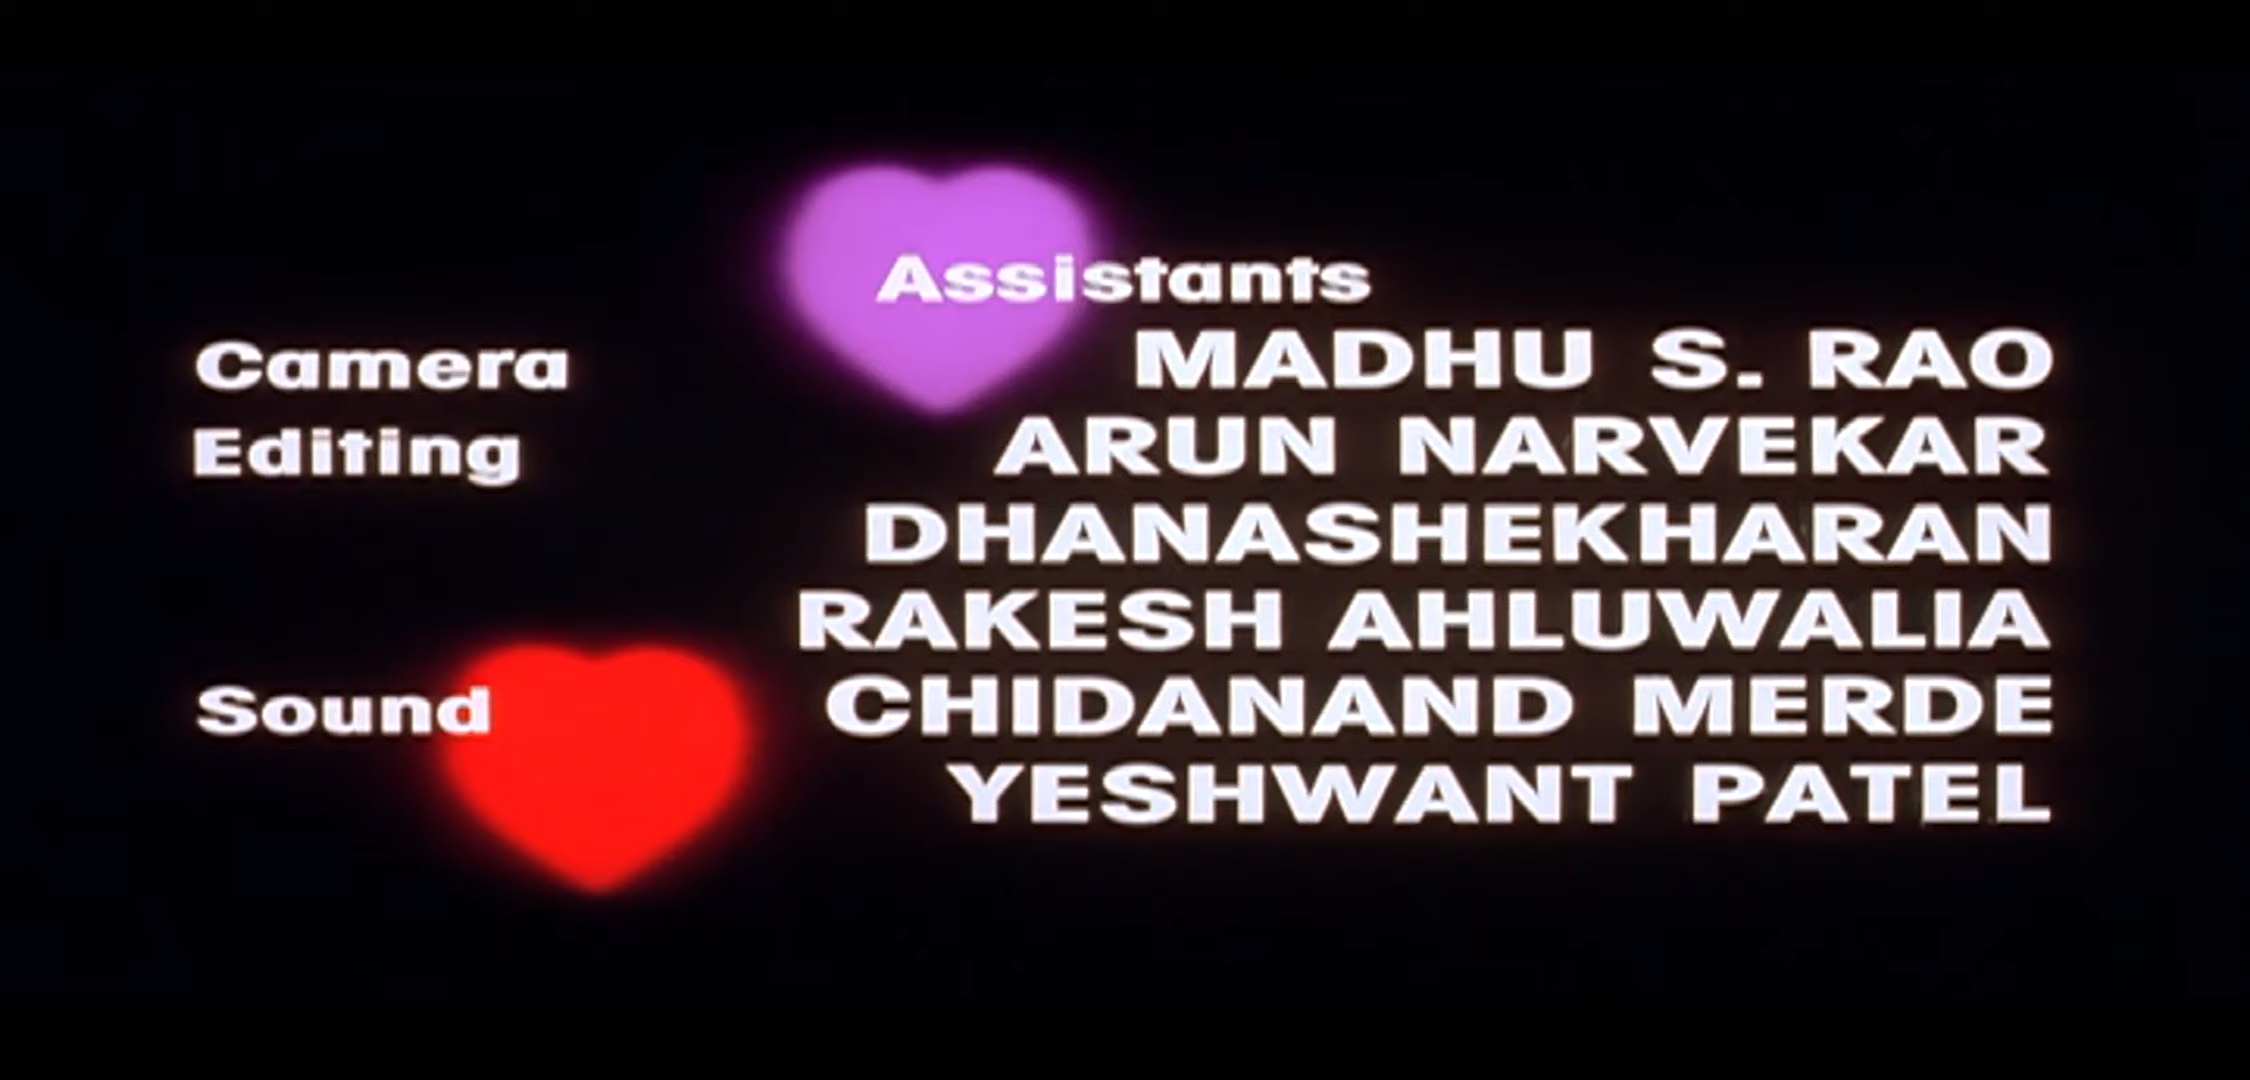 Assistants
Camera MADHU S. RAO
Editing ARUN NARVEKAR
DHANASHEKHARAN
RAKESH AHLUWALIA
Sound CHIDANAND MERDE
YESHWANT PATEL